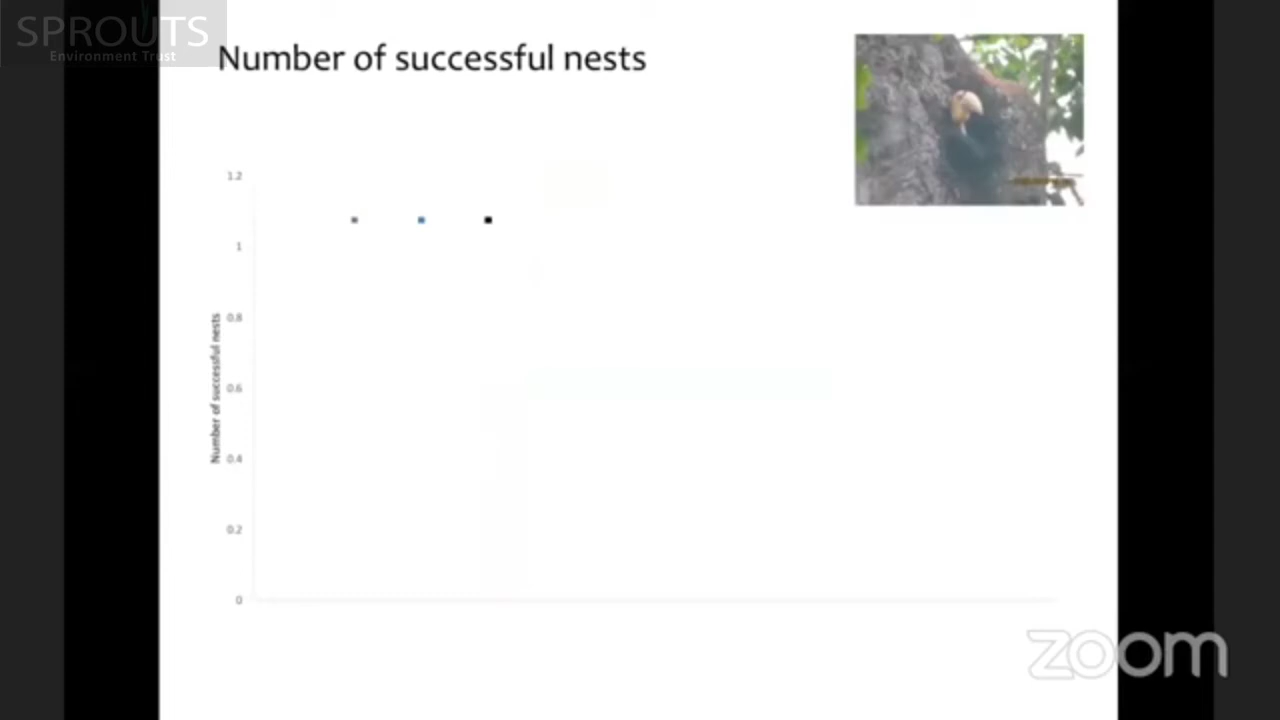 SPROUTS
Environment Trust
Number of successful nests
1.2
1
0.8
0.6
0.4
0.2
0
Number of successful nests
zoom